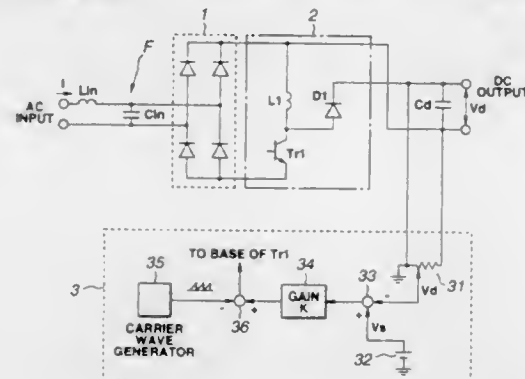 1
2
F
I
Lin
AC
INPUT
Cin
L1
D1
Tr1
Cd
Vd
DC
OUTPUT
3
TO BASE OF Tr1
35
34
33
31
36
GAIN
K
Vd
Vs
32
CARRIER
WAVE
GENERATOR
-
+
+
-